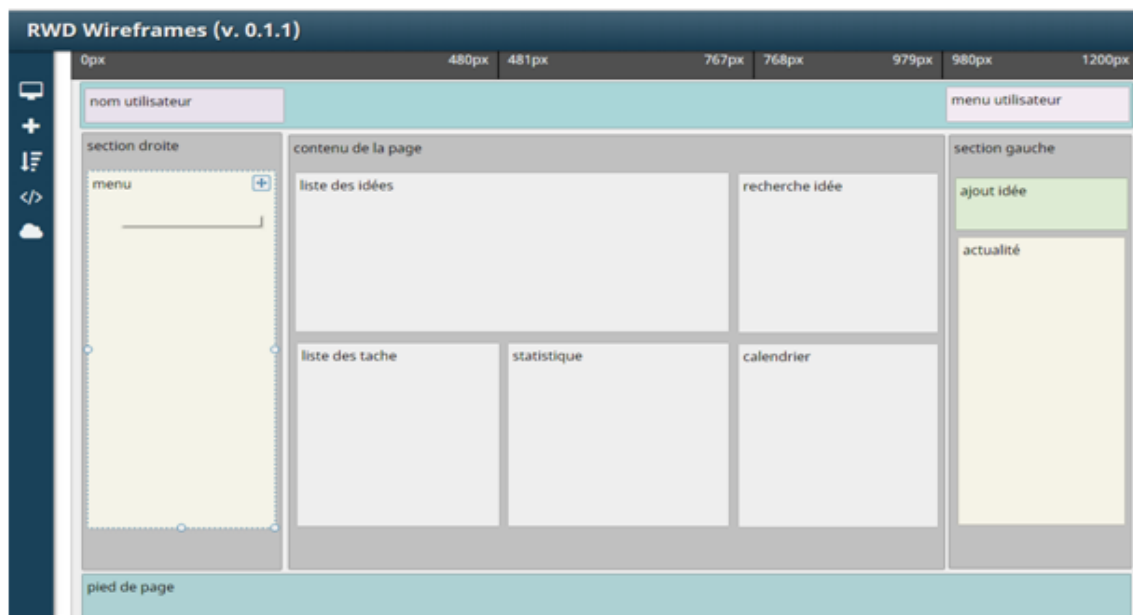 RWD Wireframes (v. 0.1.1)
0px 480px 481px 767px 768px 979px 980px 1200px
nom utilisateur
menu utilisateur
section droite
contenu de la page
section gauche
menu
liste des idées
recherche idée
ajout idée
actualité
liste des tache
statistique
calendrier
pied de page